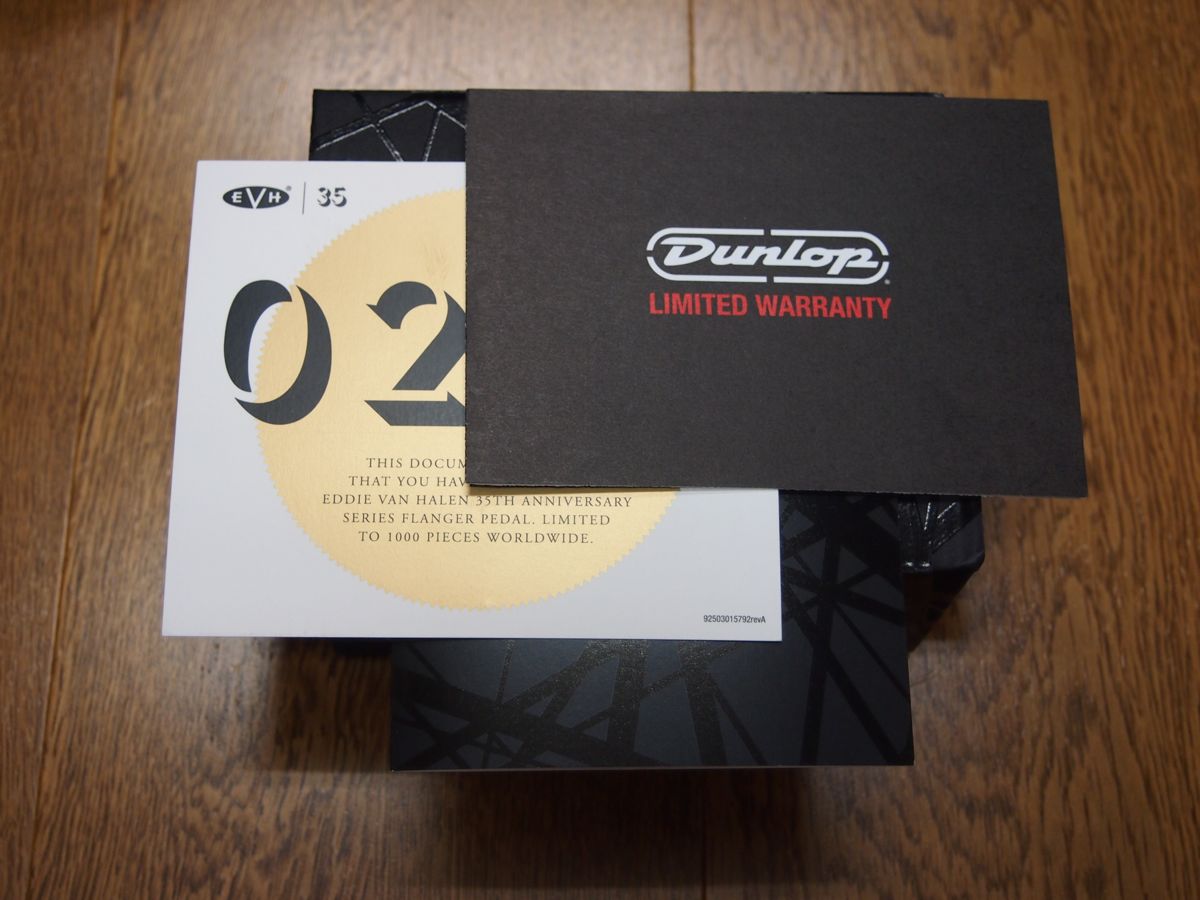 EVH® | 35
02
THIS DOCUM
THAT YOU HAV
EDDIE VAN HALEN 35TH ANNIVERSARY
SERIES FLANGER PEDAL. LIMITED
TO 1000 PIECES WORLDWIDE.
92503015792revA
Dunlop®
LIMITED WARRANTY